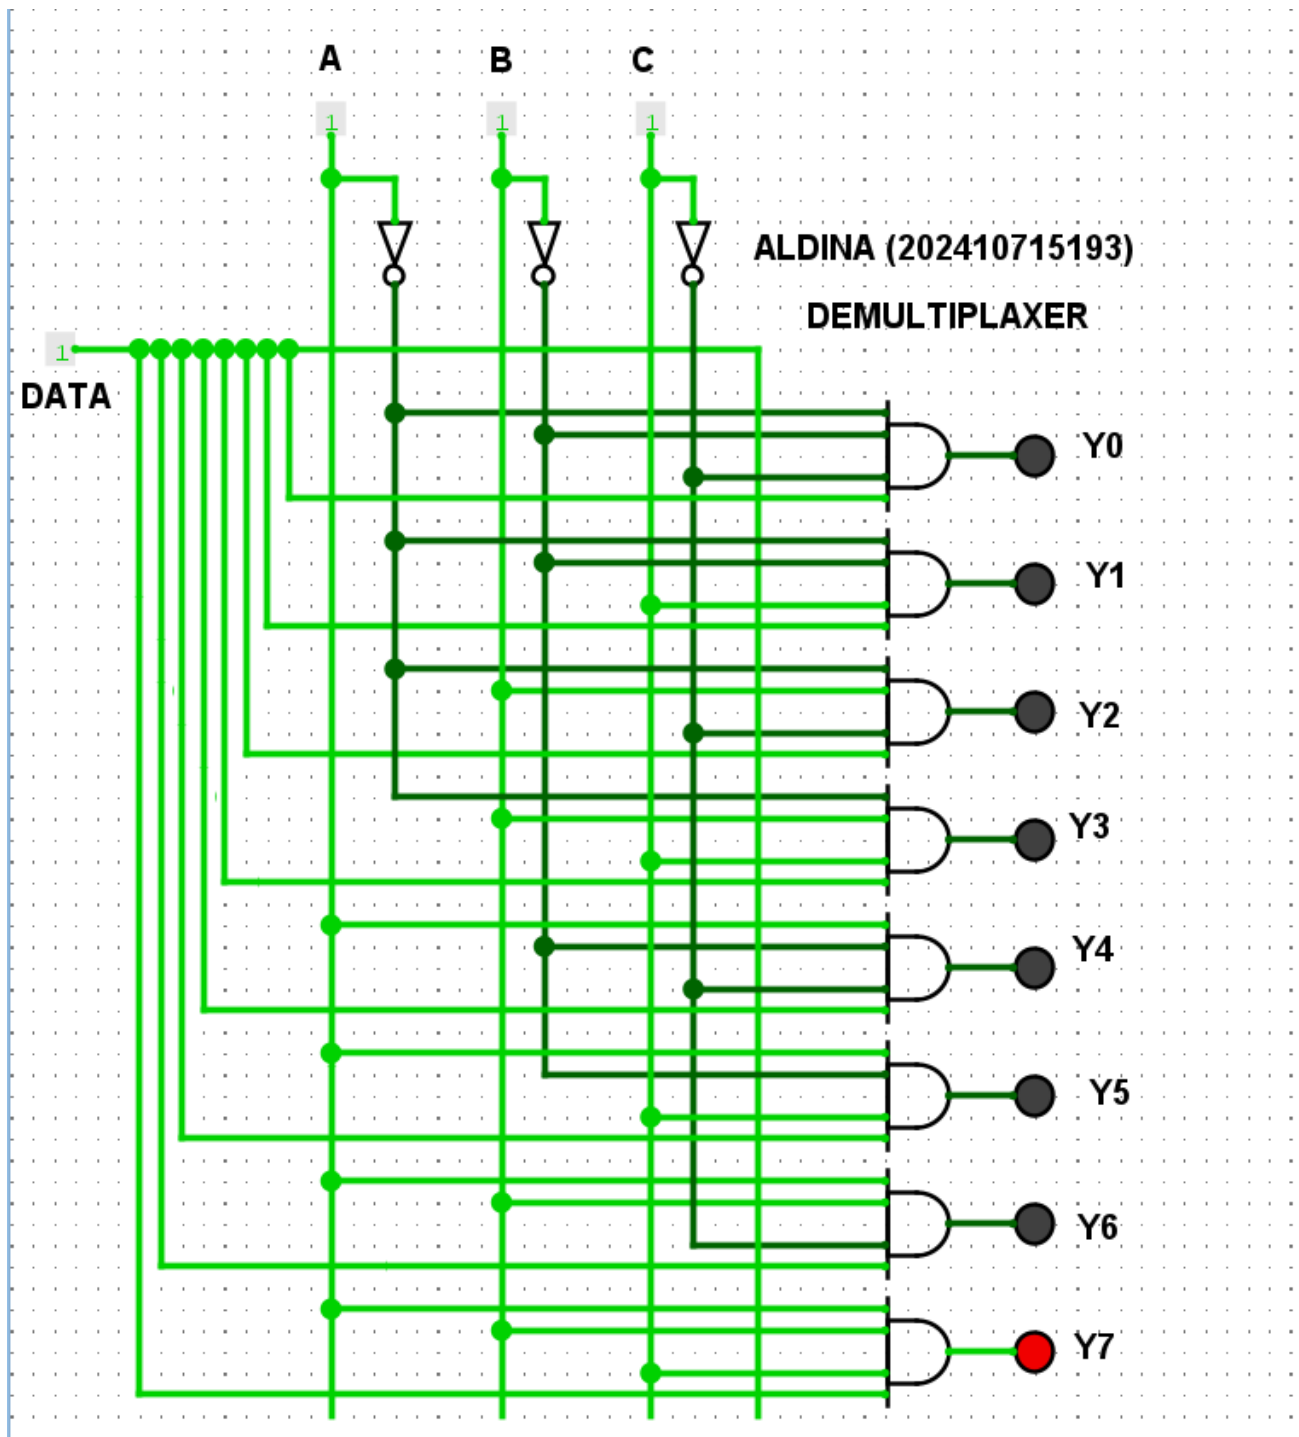 A B C
1 1 1
ALDINA (202410715193)
DEMULTIPLAXER
1
DATA
Y0
Y1
Y2
Y3
Y4
Y5
Y6
Y7